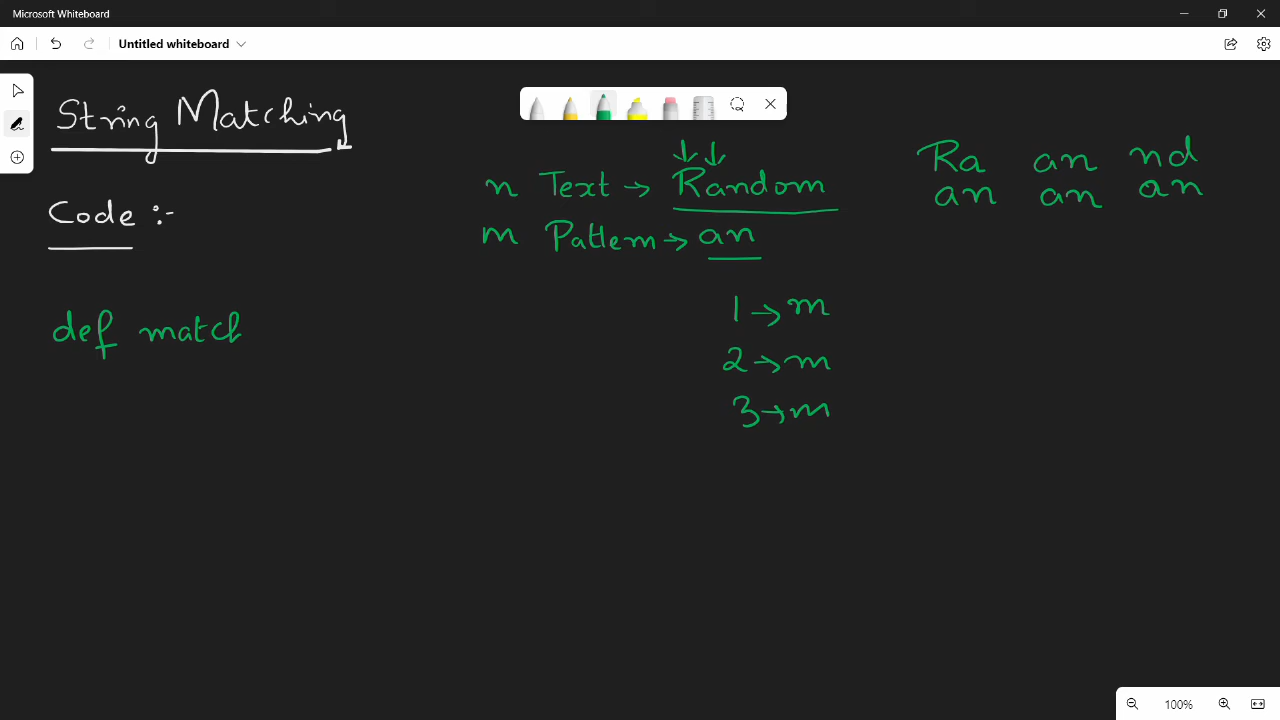 Microsoft Whiteboard
Untitled whiteboard
String Matching
Code :-
n Text → Random
m Pattern → an
Ra an nd
an an an
def match
1 → m
2 → m
3 → m
100%